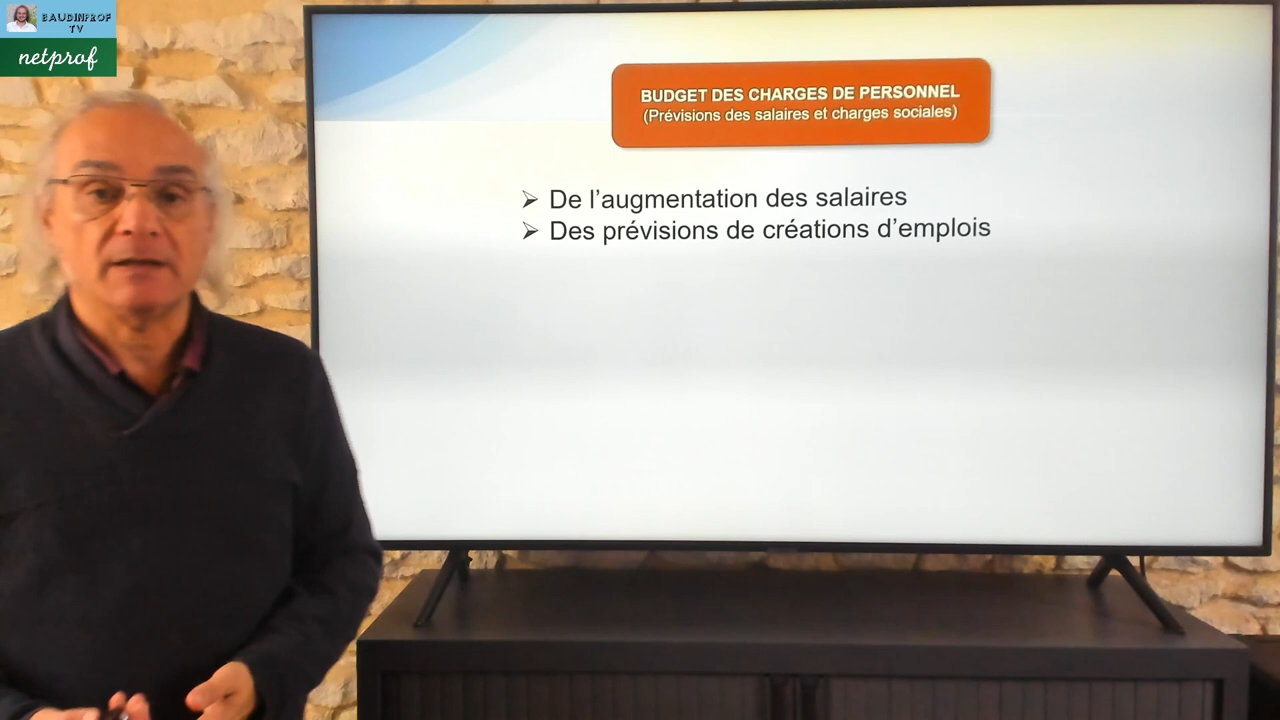 BAUDINPROF
TV
netprof
BUDGET DES CHARGES DE PERSONNEL
(Prévisions des salaires et charges sociales)
➢ De l’augmentation des salaires
➢ Des prévisions de créations d’emplois